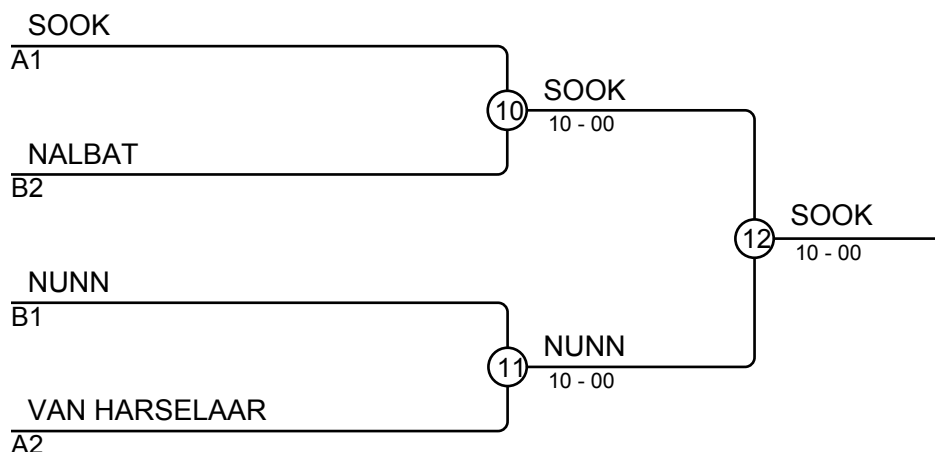 SOOK
A1
10
SOOK
10 - 00
NALBAT
B2
12
SOOK
10 - 00
NUNN
B1
11
NUNN
10 - 00
VAN HARSELAAR
A2